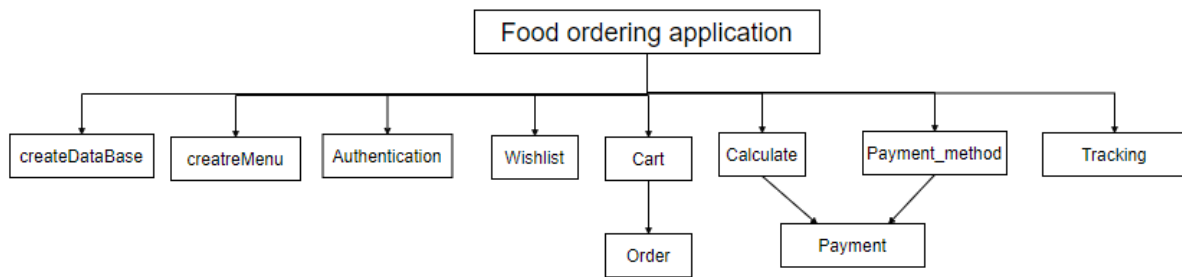 Food ordering application
createDataBase
creatreMenu
Authentication
Wishlist
Cart
Calculate
Payment_method
Tracking
Order
Payment